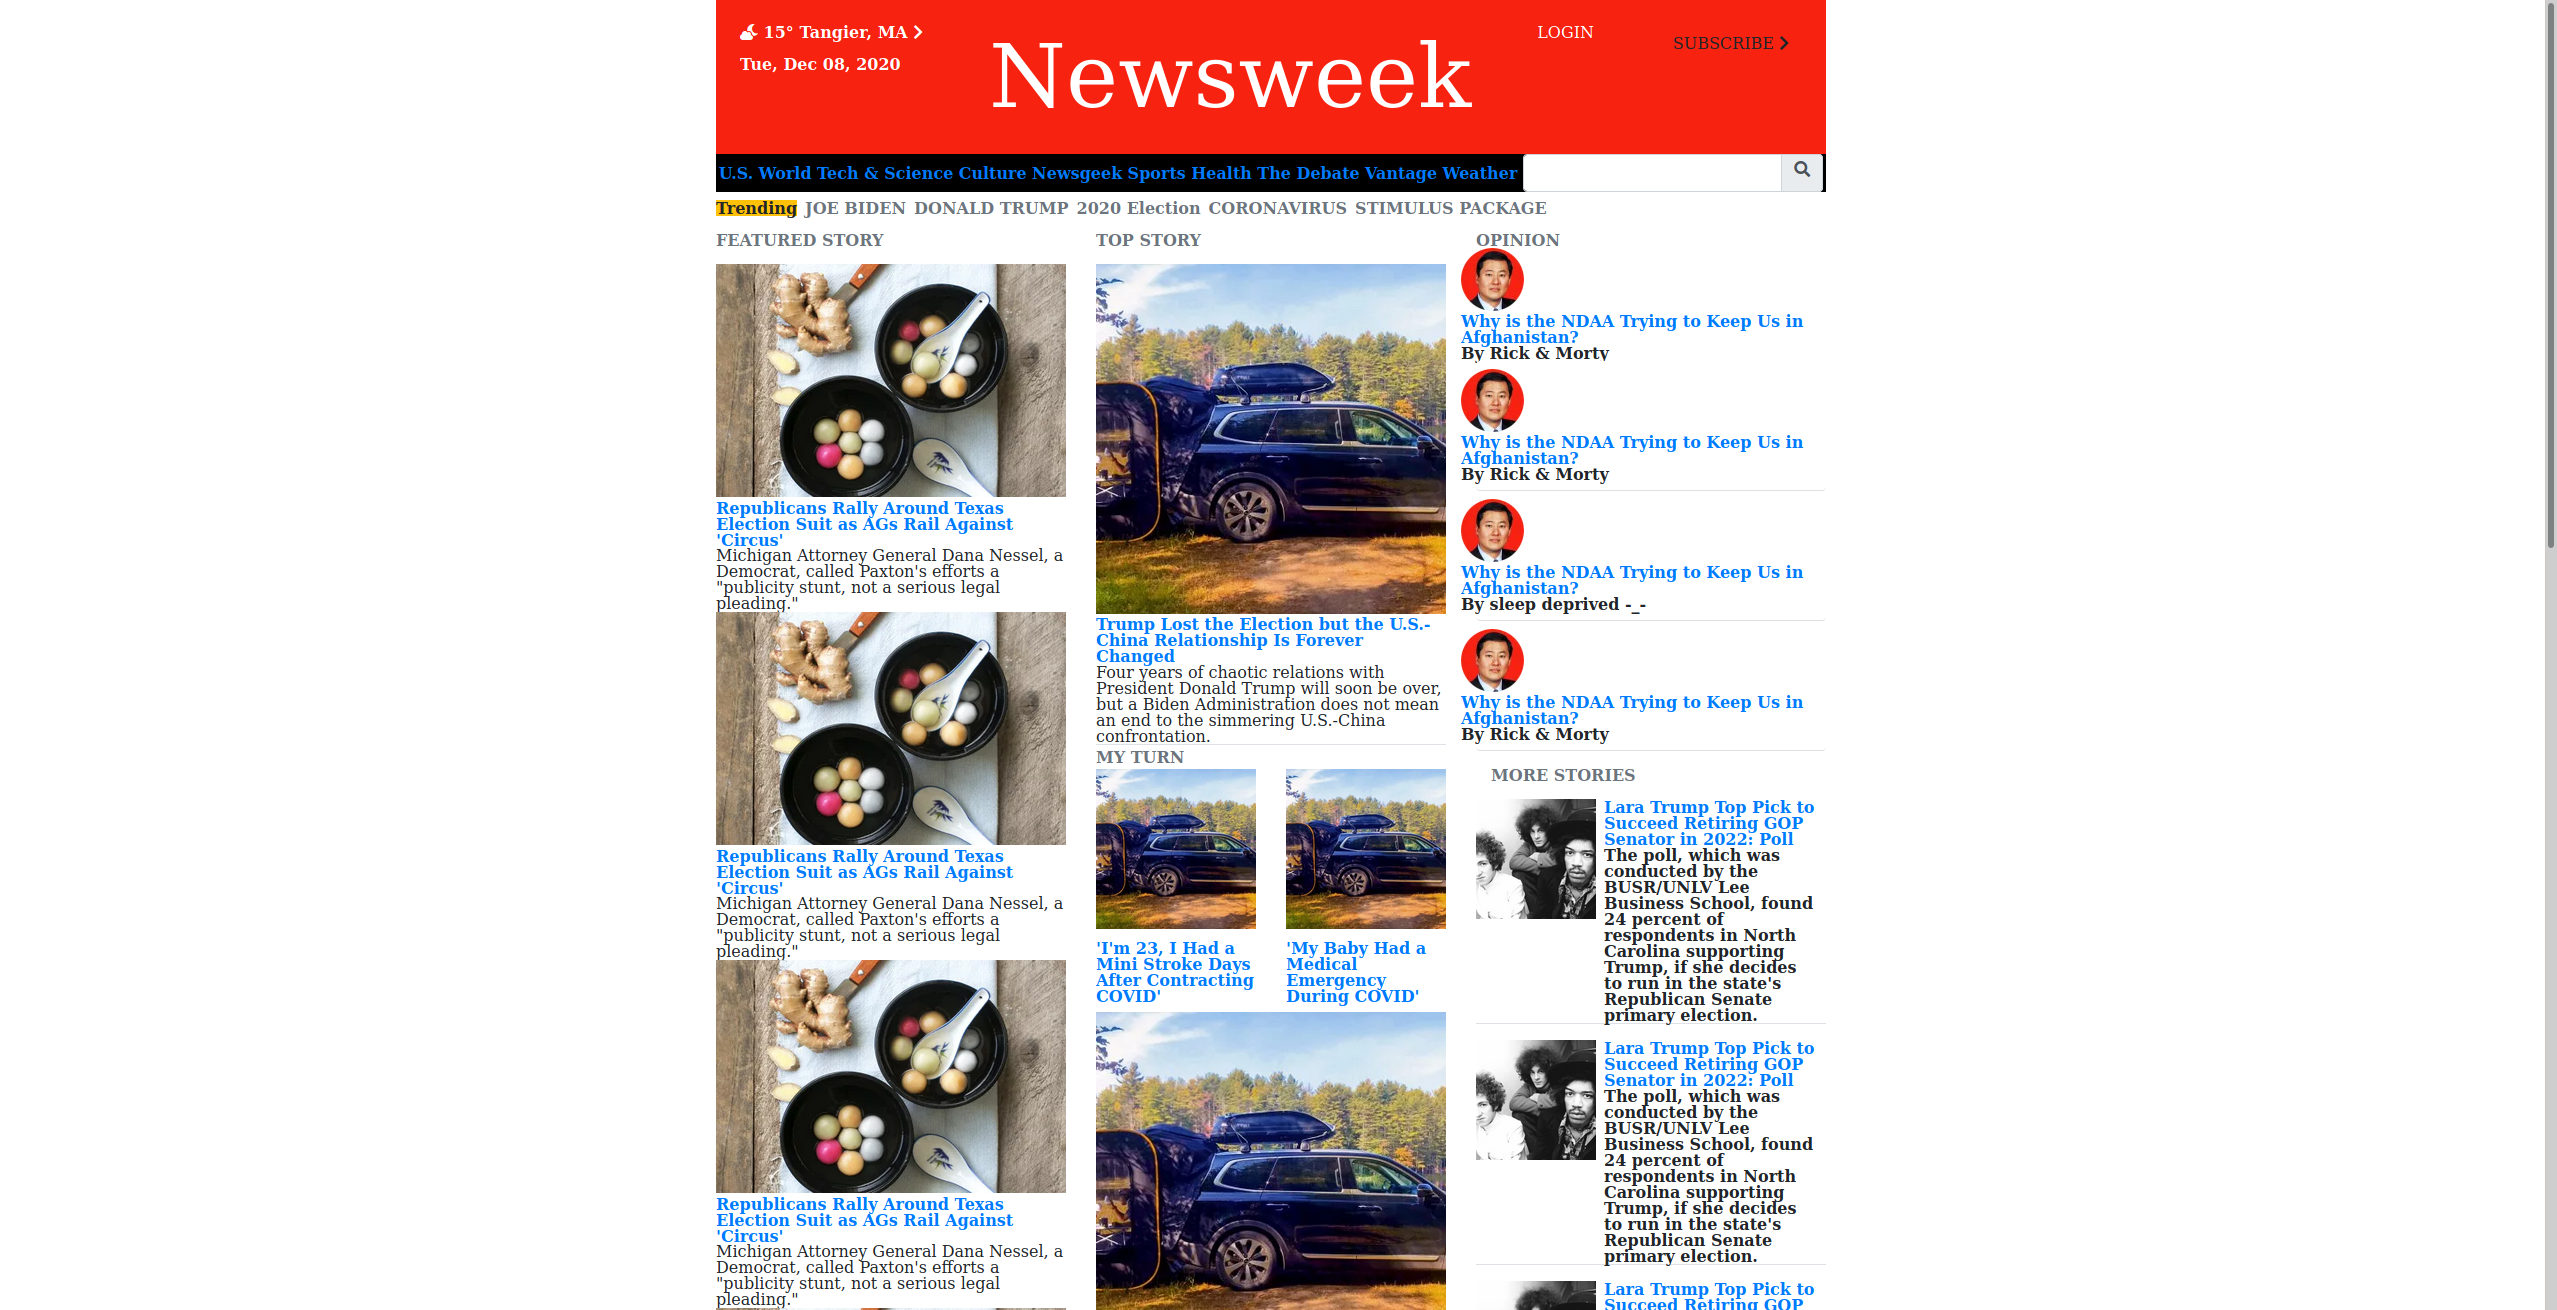 15° Tangier, MA
Tue, Dec 08, 2020
Newsweek
LOGIN
SUBSCRIBE
U.S. World Tech & Science Culture Newsgeek Sports Health The Debate Vantage Weather
Trending JOE BIDEN DONALD TRUMP 2020 Election CORONAVIRUS STIMULUS PACKAGE
FEATURED STORY
Republicans Rally Around Texas
Election Suit as AGs Rail Against
'Circus'
Michigan Attorney General Dana Nessel, a
Democrat, called Paxton's efforts a
"publicity stunt, not a serious legal
pleading."
Republicans Rally Around Texas
Election Suit as AGs Rail Against
'Circus'
Michigan Attorney General Dana Nessel, a
Democrat, called Paxton's efforts a
"publicity stunt, not a serious legal
pleading."
Republicans Rally Around Texas
Election Suit as AGs Rail Against
'Circus'
Michigan Attorney General Dana Nessel, a
Democrat, called Paxton's efforts a
"publicity stunt, not a serious legal
pleading."
TOP STORY
Trump Lost the Election but the U.S.-
China Relationship Is Forever
Changed
Four years of chaotic relations with
President Donald Trump will soon be over,
but a Biden Administration does not mean
an end to the simmering U.S.-China
confrontation.
MY TURN
'I'm 23, I Had a
Mini Stroke Days
After Contracting
COVID'
'My Baby Had a
Medical
Emergency
During COVID'
OPINION
Why is the NDAA Trying to Keep Us in
Afghanistan?
By Rick & Morty
Why is the NDAA Trying to Keep Us in
Afghanistan?
By Rick & Morty
Why is the NDAA Trying to Keep Us in
Afghanistan?
By sleep deprived -_-
Why is the NDAA Trying to Keep Us in
Afghanistan?
By Rick & Morty
MORE STORIES
Lara Trump Top Pick to
Succeed Retiring GOP
Senator in 2022: Poll
The poll, which was
conducted by the
BUSR/UNLV Lee
Business School, found
24 percent of
respondents in North
Carolina supporting
Trump, if she decides
to run in the state's
Republican Senate
primary election.
Lara Trump Top Pick to
Succeed Retiring GOP
Senator in 2022: Poll
The poll, which was
conducted by the
BUSR/UNLV Lee
Business School, found
24 percent of
respondents in North
Carolina supporting
Trump, if she decides
to run in the state's
Republican Senate
primary election.
Lara Trump Top Pick to
Succeed Retiring GOP